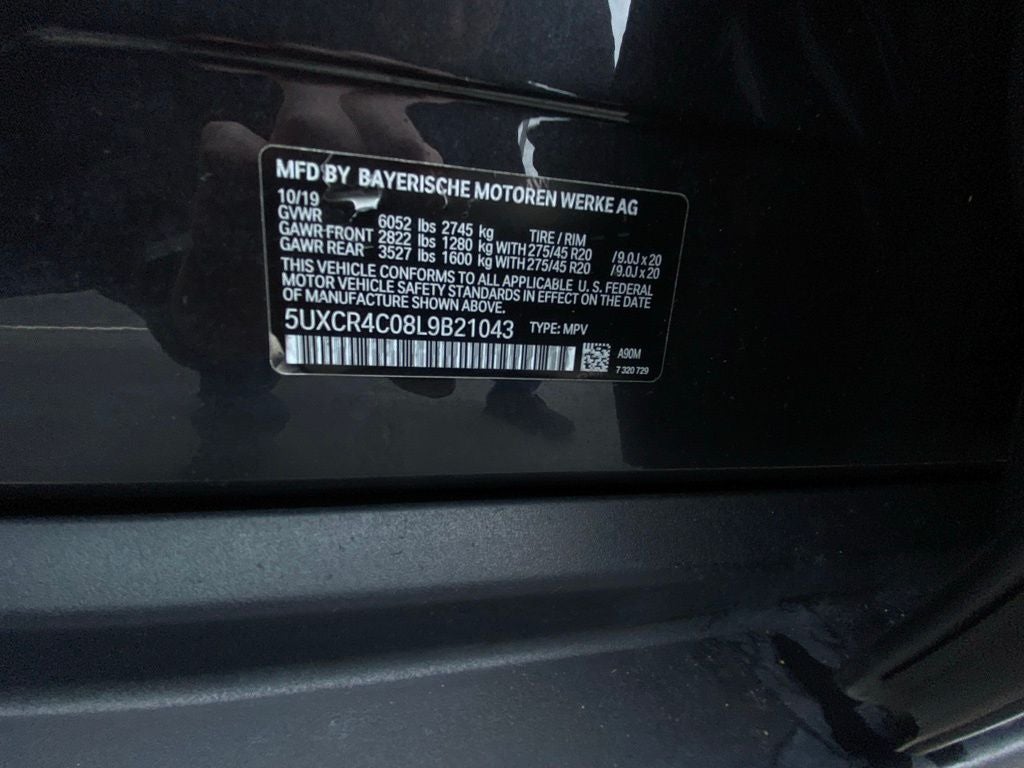 MFD BY BAYERISCHE MOTOREN WERKE AG
10/19
GVWR 6052 lbs 2745 kg TIRE / RIM
GAWR FRONT 2822 lbs 1280 kg WITH 275/45 R20 /9.0J x 20
GAWR REAR 3527 lbs 1600 kg WITH 275/45 R20 /9.0J x 20
THIS VEHICLE CONFORMS TO ALL APPLICABLE U. S. FEDERAL
MOTOR VEHICLE SAFETY STANDARDS IN EFFECT ON THE DATE
OF MANUFACTURE SHOWN ABOVE.
5UXCR4C08L9B21043 TYPE: MPV
A90M
7 320 729